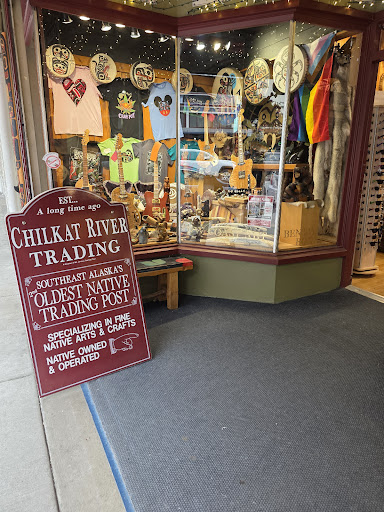 EST...
A long time ago
CHILKAT RIVER
TRADING
SOUTHEAST ALASKA'S
OLDEST NATIVE
TRADING POST
SPECIALIZING IN FINE
NATIVE ARTS & CRAFTS
NATIVE OWNED
& OPERATED